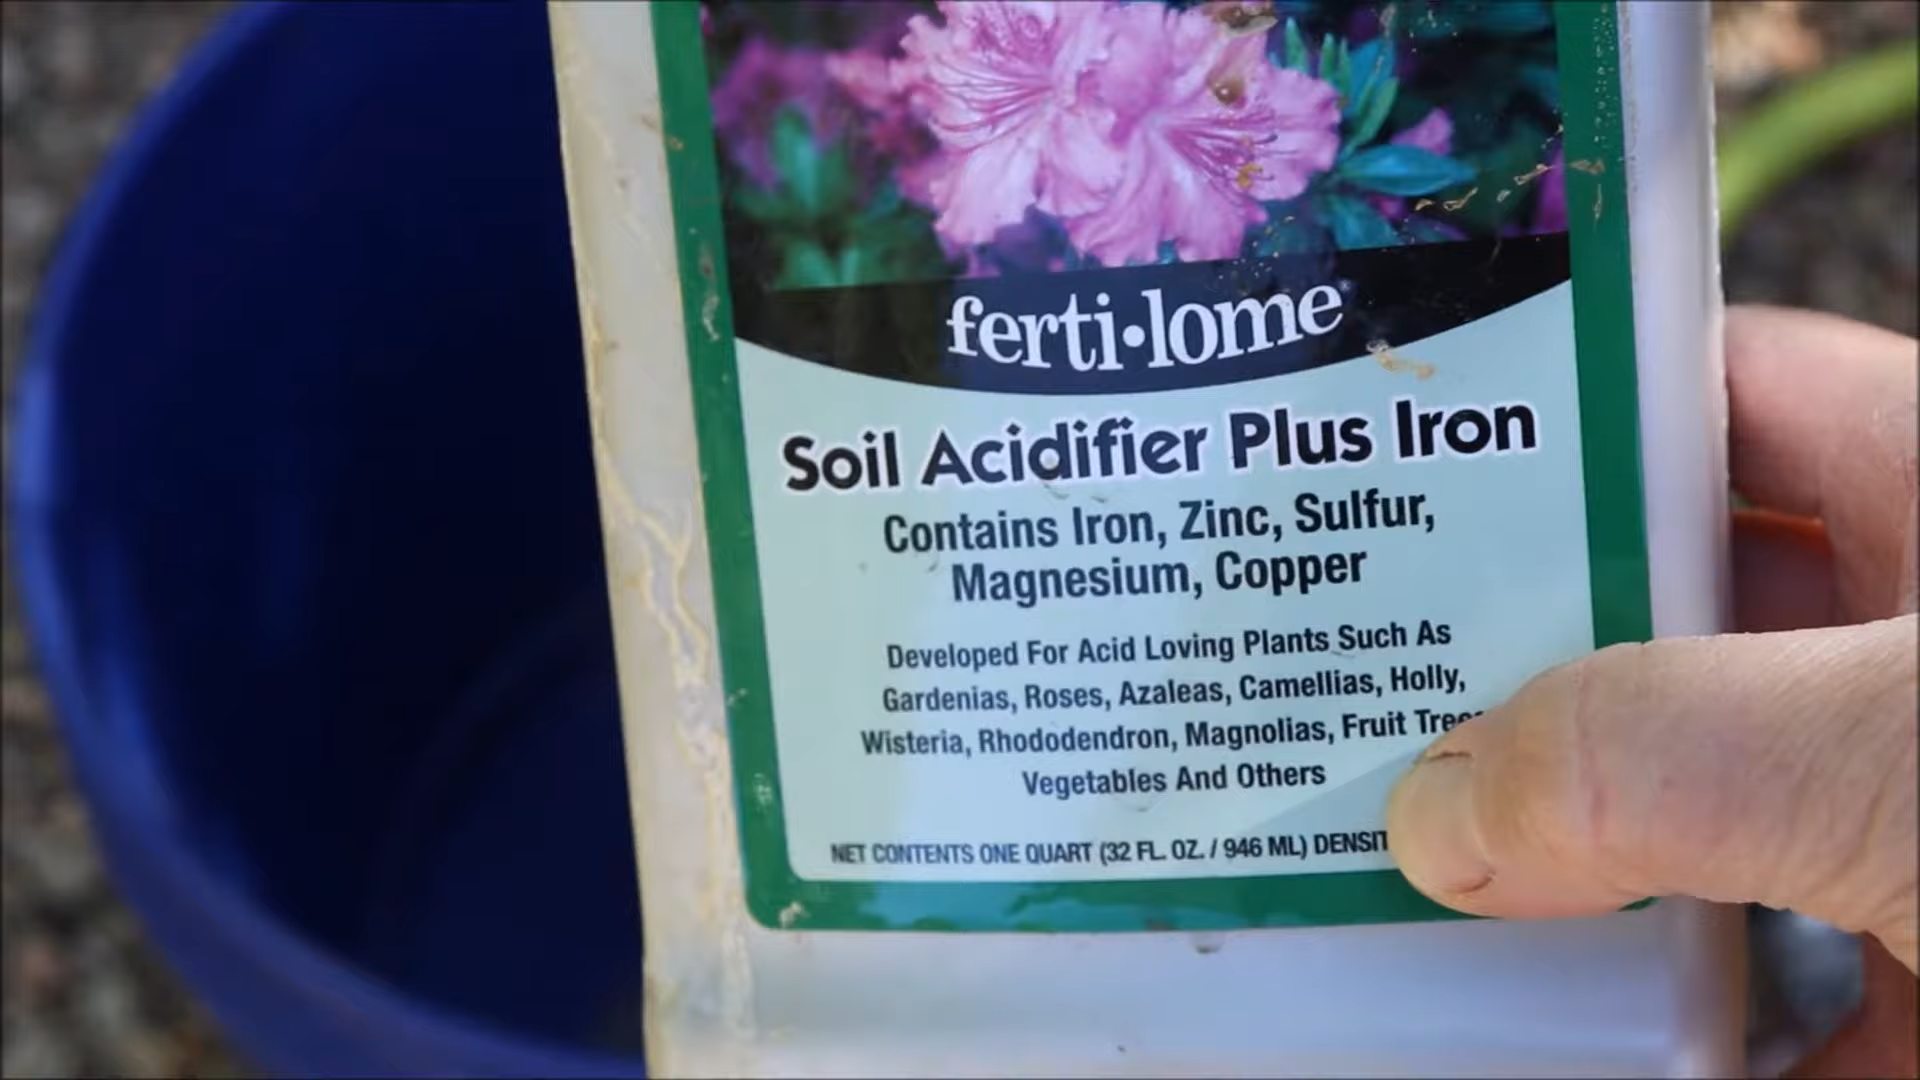 ferti•lome
Soil Acidifier Plus Iron
Contains Iron, Zinc, Sulfur,
Magnesium, Copper
Developed For Acid Loving Plants Such As
Gardenias, Roses, Azaleas, Camellias, Holly,
Wisteria, Rhododendron, Magnolias, Fruit
Vegetables And Others
NET CONTENTS ONE QUART (32 FL. OZ. / 946 ML)